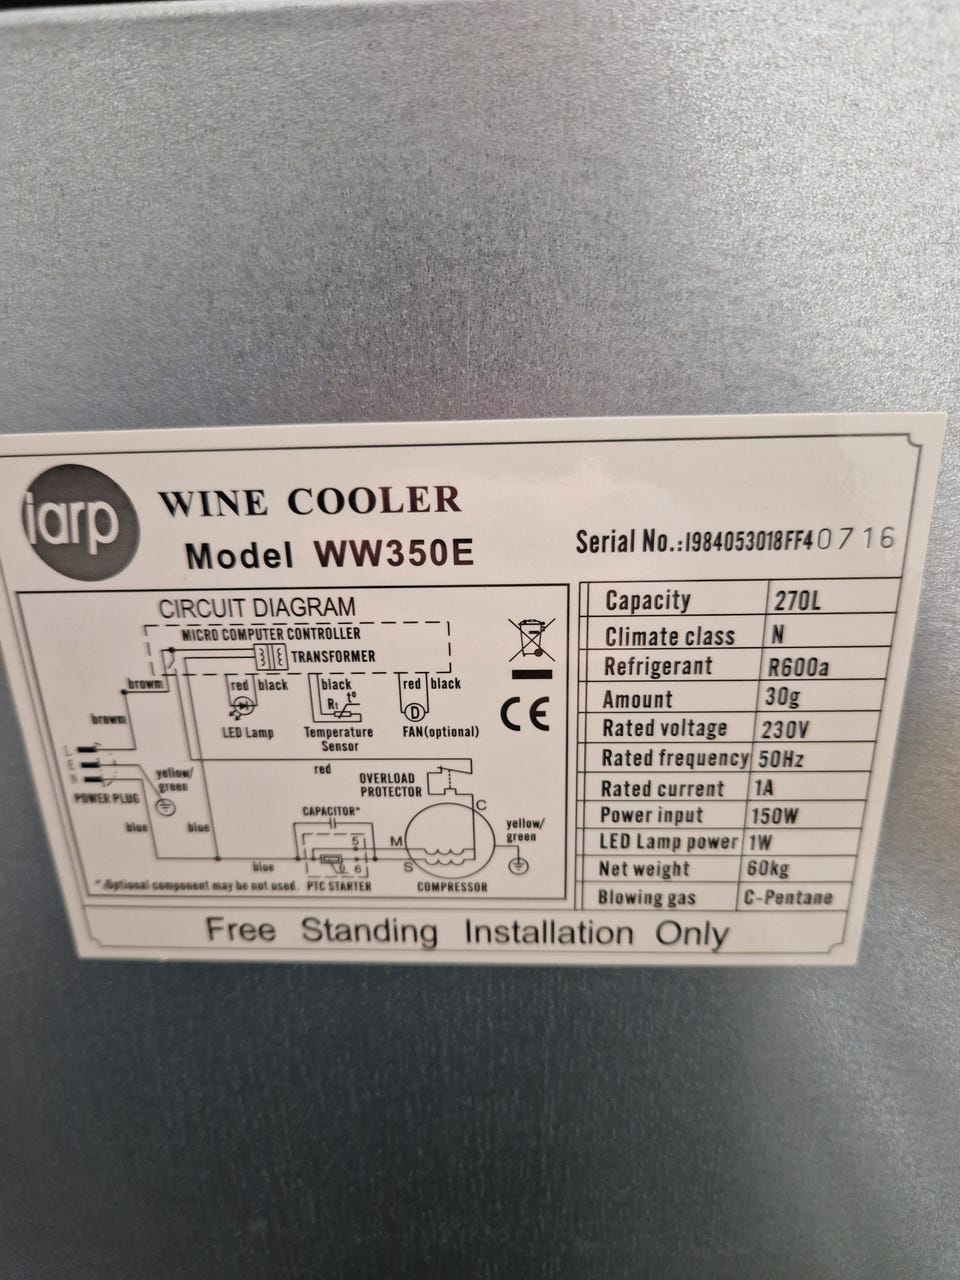 iarp
WINE COOLER
Model WW350E
Serial No.:I984053018FF40716
CIRCUIT DIAGRAM
MICRO COMPUTER CONTROLLER
TRANSFORMER
browm
red black
black
red black
Rt t°
D
browm
LED Lamp
Temperature
Sensor
FAN(optional)
L
E
N
yellow/
green
red
OVERLOAD
PROTECTOR
POWER PLUG
CAPACITOR*
C
blue
blue
5
M
yellow/
green
blue
6
S
*:Optional component may be not used.
PTC STARTER
COMPRESSOR
CE
Capacity 270L
Climate class N
Refrigerant R600a
Amount 30g
Rated voltage 230V
Rated frequency 50Hz
Rated current 1A
Power input 150W
LED Lamp power 1W
Net weight 60kg
Blowing gas C-Pentane
Free Standing Installation Only